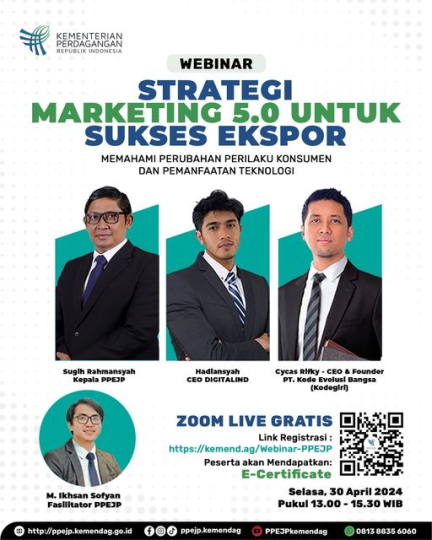 KEMENTERIAN
PERDAGANGAN
REPUBLIK INDONESIA
WEBINAR
STRATEGI
MARKETING 5.0 UNTUK
SUKSES EKSPOR
MEMAHAMI PERUBAHAN PERILAKU KONSUMEN
DAN PEMANFAATAN TEKNOLOGI
Sugih Rahmansyah
Kepala PPEJP
Hadiansyah
CEO DIGITALIND
Cycas Rifky - CEO & Founder
PT. Kode Evolusi Bangsa
(Kodegiri)
M. Ikhsan Sofyan
Fasilitator PPEJP
ZOOM LIVE GRATIS
Link Registrasi :
https://kemend.ag/Webinar-PPEJP
Peserta akan Mendapatkan:
E-Certificate
Selasa, 30 April 2024
Pukul 13.00 - 15.30 WIB
http://ppejp.kemendag.go.id
ppejp.kemendag
PPEJPkemendag
0813 8835 6060